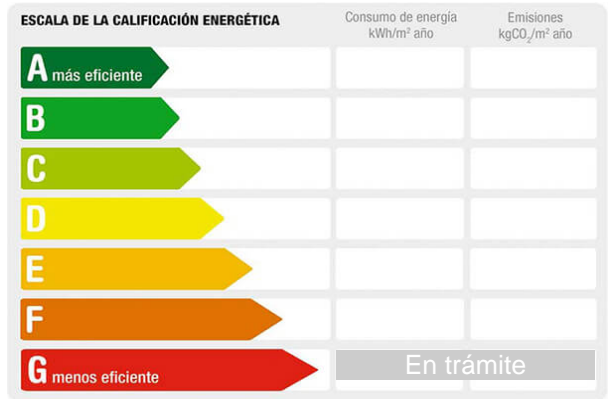 ESCALA DE LA CALIFICACIÓN ENERGÉTICA
Consumo de energía
kWh/m² año
Emisiones
kgCO₂/m² año
A más eficiente
B
C
D
E
F
G menos eficiente
En trámite